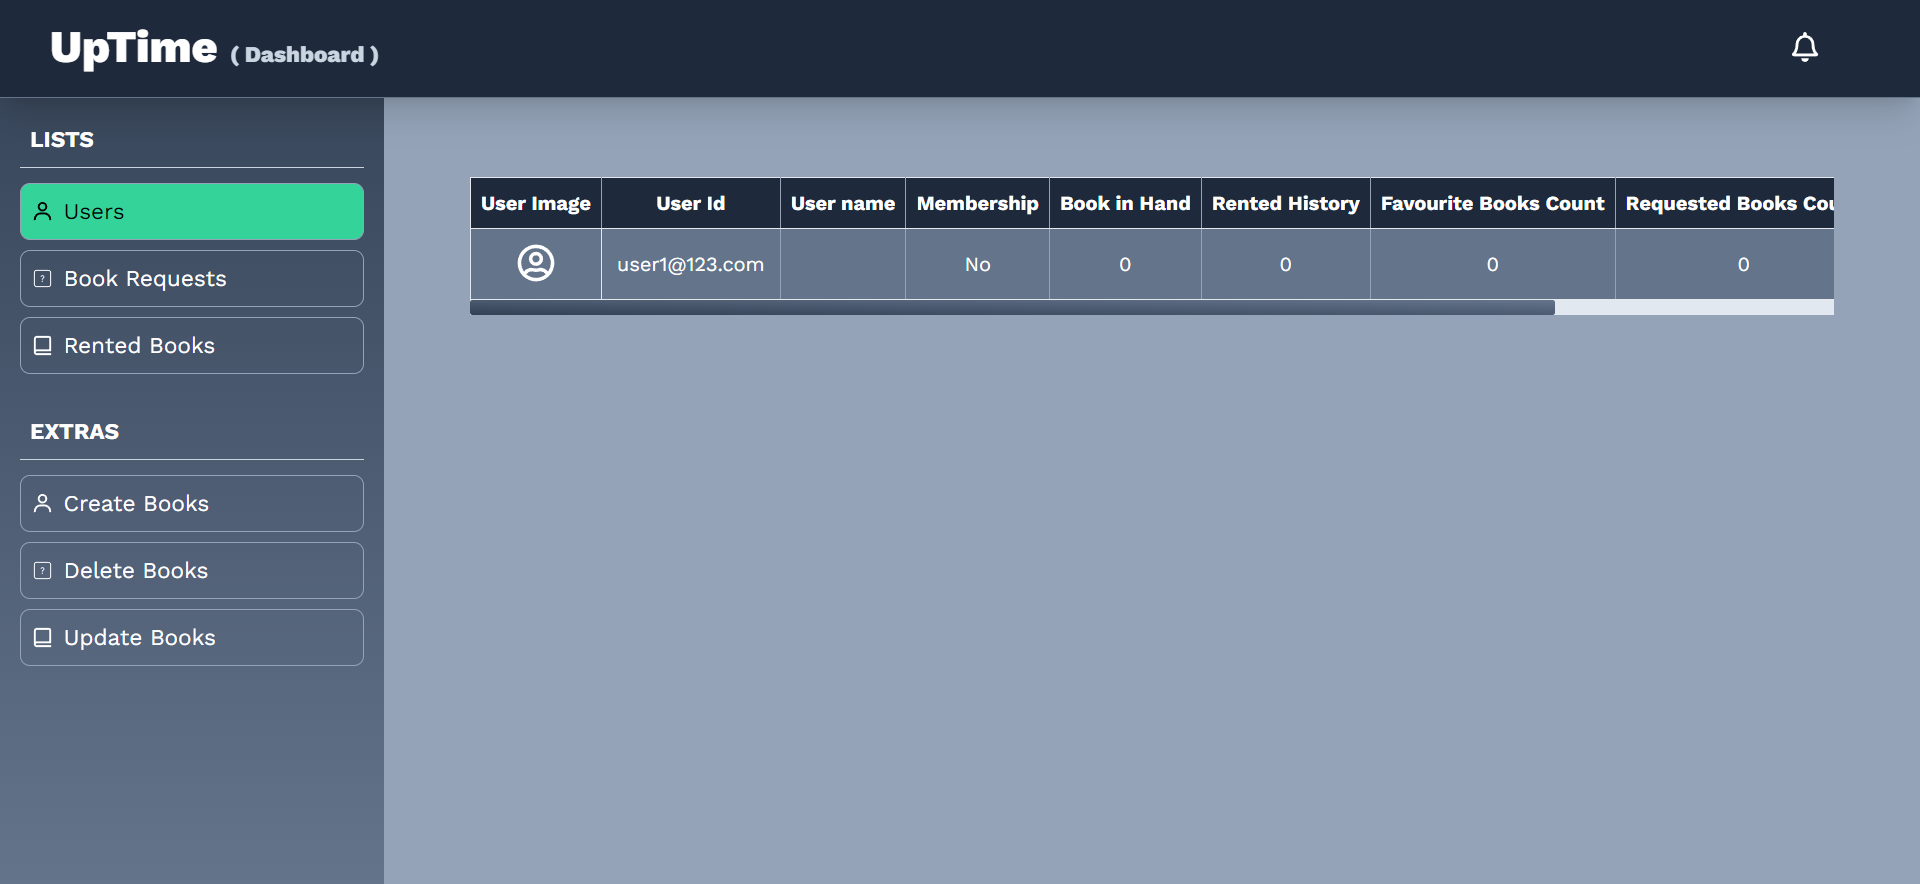 UpTime ( Dashboard )
LISTS
Users
Book Requests
Rented Books
EXTRAS
Create Books
Delete Books
Update Books
User Image User Id User name Membership Book in Hand Rented History Favourite Books Count Requested Books Cou
user1@123.com No 0 0 0 0